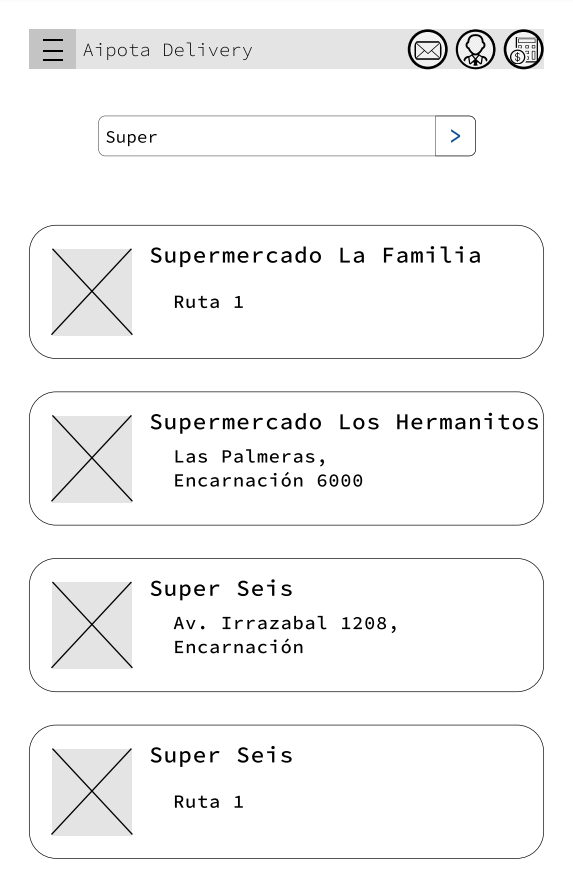 Aipota Delivery
$
Super
>
Supermercado La Familia
Ruta 1
Supermercado Los Hermanitos
Las Palmeras,
Encarnación 6000
Super Seis
Av. Irrazabal 1208,
Encarnación
Super Seis
Ruta 1